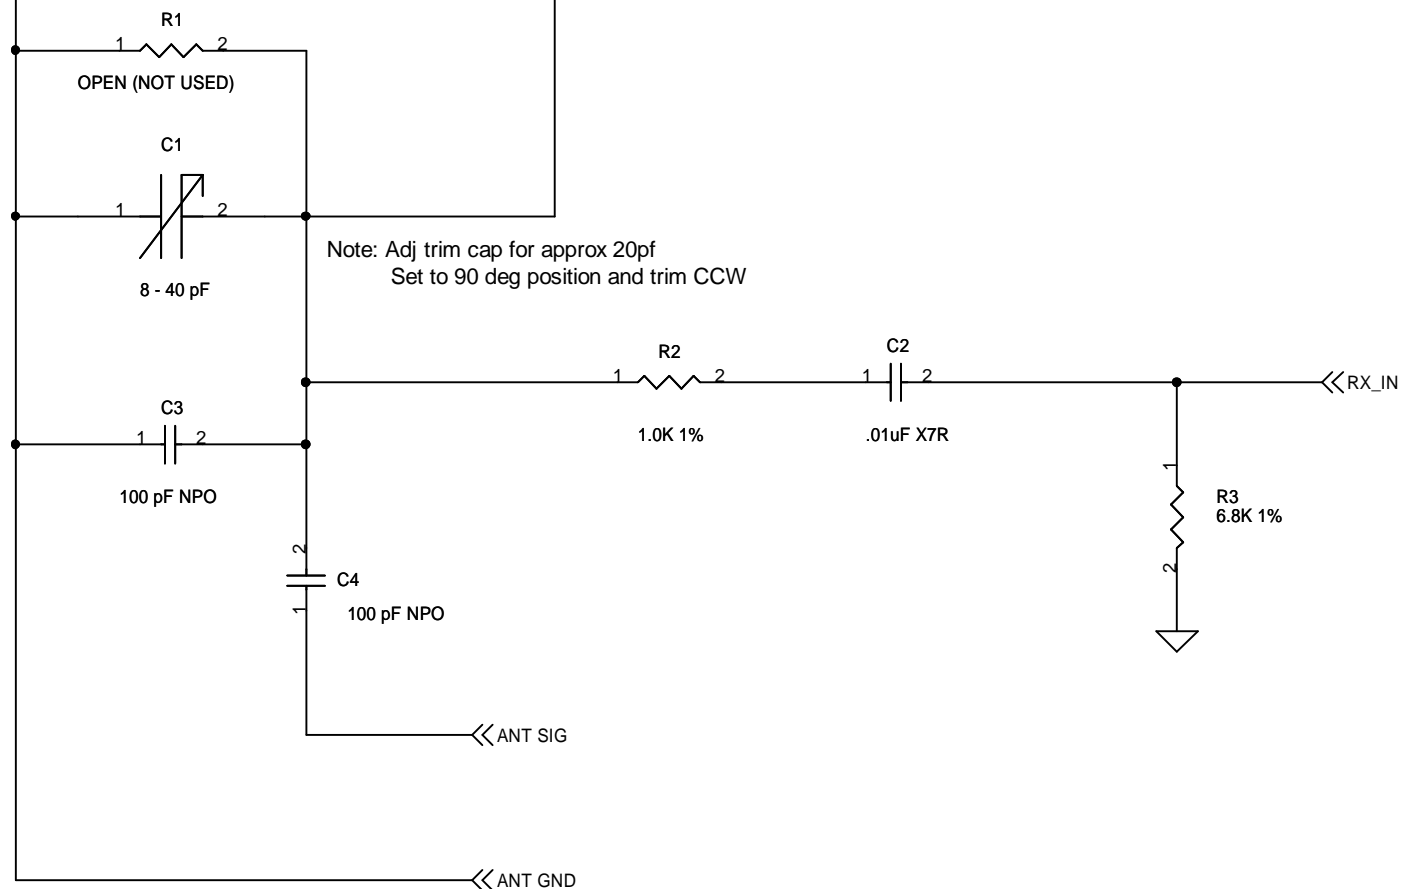 R1
1 2
OPEN (NOT USED)
C1
1 2
8 - 40 pF
Note: Adj trim cap for approx 20pf
Set to 90 deg position and trim CCW
R2
1 2
1.0K 1%
C2
1 2
.01uF X7R
RX_IN
C3
1 2
100 pF NPO
1
R3
6.8K 1%
2
2
C4
1
100 pF NPO
ANT SIG
ANT GND